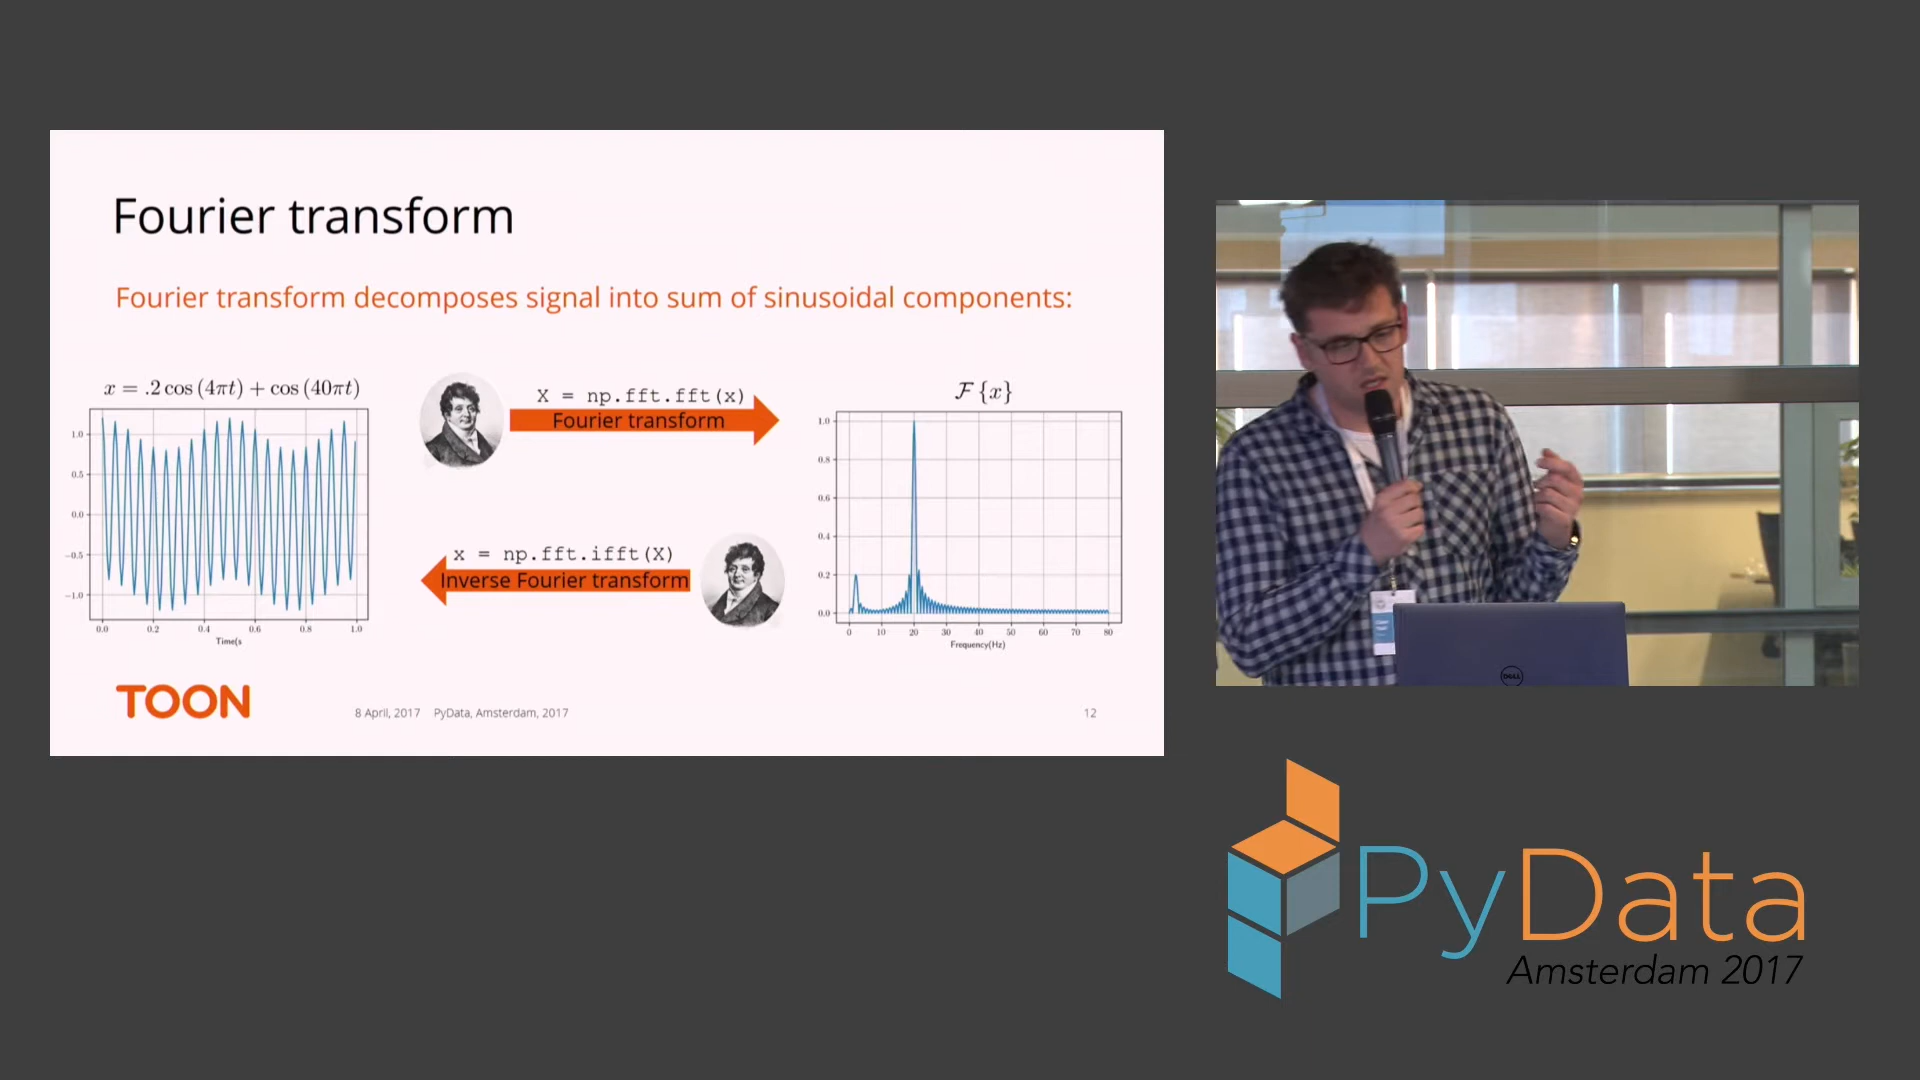 Fourier transform
Fourier transform decomposes signal into sum of sinusoidal components:
x = .2 cos (4πt) + cos (40πt)
1.0
0.5
0.0
−0.5
−1.0
0.0 0.2 0.4 0.6 0.8 1.0
Time(s
X = np.fft.fft(x)
Fourier transform
x = np.fft.ifft(X)
Inverse Fourier transform
ℱ {x}
1.0
0.8
0.6
0.4
0.2
0.0
0 10 20 30 40 50 60 70 80
Frequency(Hz)
TOON
8 April, 2017 PyData, Amsterdam, 2017
12
DELL
PyData
Amsterdam 2017